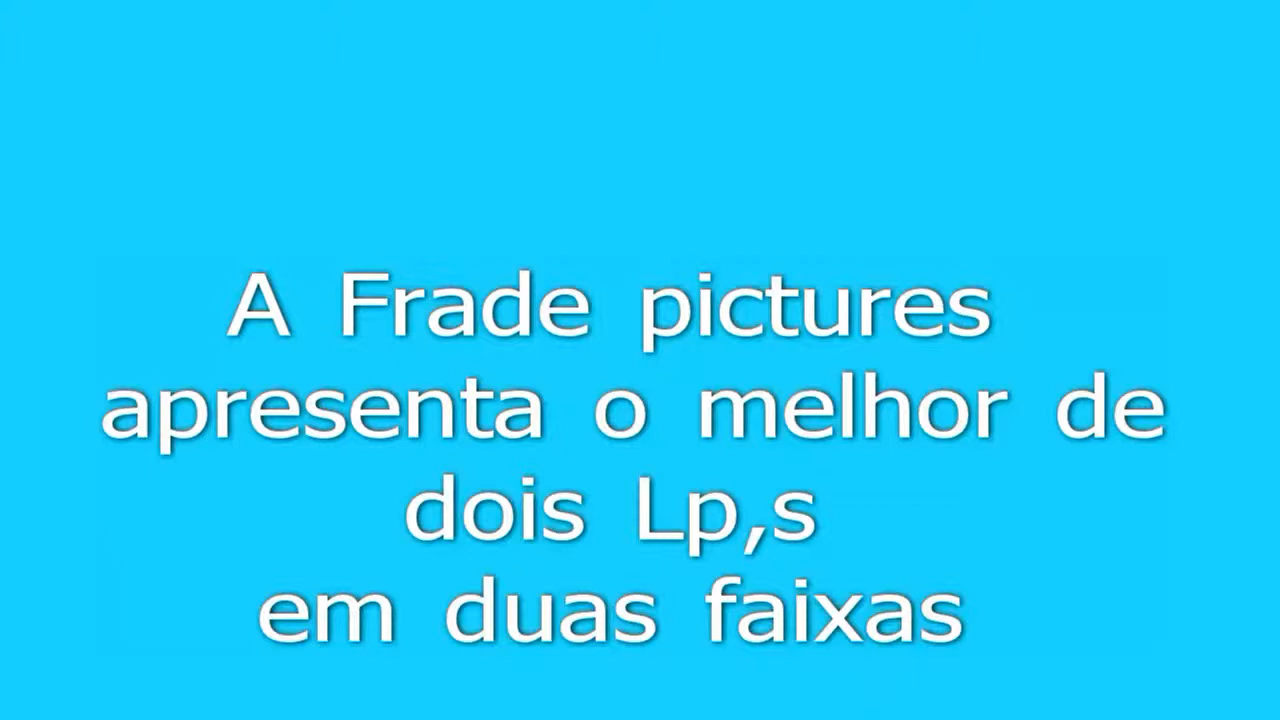 A Frade pictures
apresenta o melhor de
dois Lp,s
em duas faixas